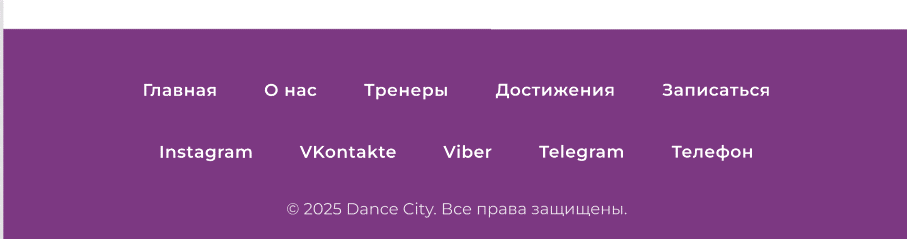 Главная О нас Тренеры Достижения Записаться
Instagram VKontakte Viber Telegram Телефон
© 2025 Dance City. Все права защищены.